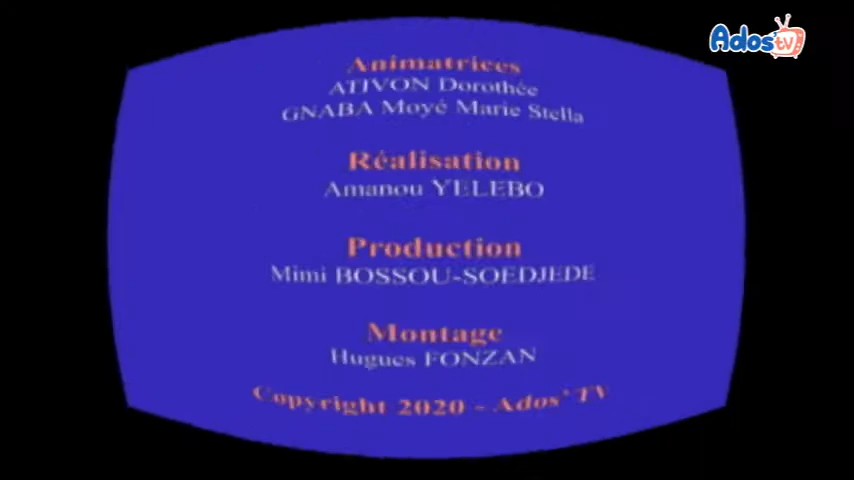 Ados'tv
Animatrices
ATIVON Dorothée
GNABA Moyé Marie Stella
Réalisation
Amanou YELEBO
Production
Mimi BOSSOU-SOEDJEDE
Montage
Hugues FONZAN
Copyright 2020 - Ados' TV